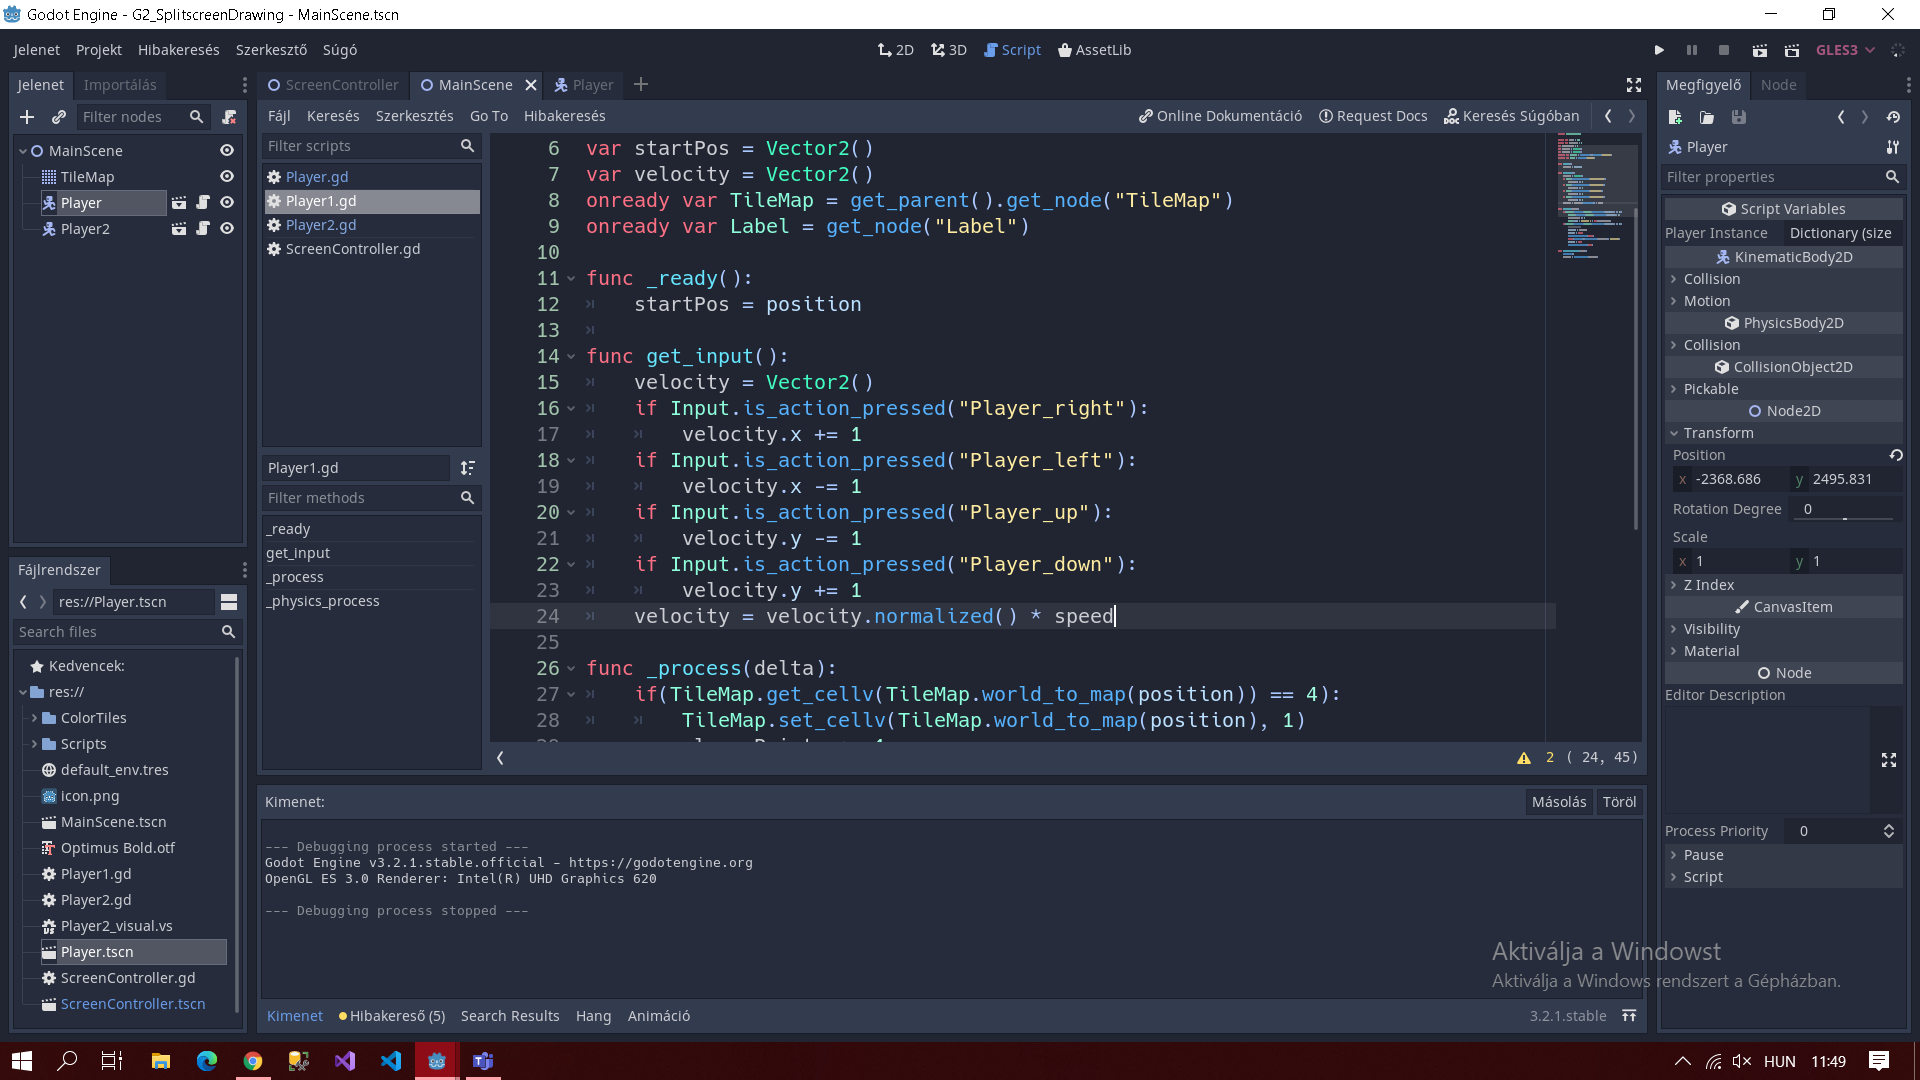 Godot Engine - G2_SplitscreenDrawing - MainScene.tscn
Jelenet Projekt Hibakeresés Szerkesztő Súgó
2D 3D Script AssetLib
GLES3
Jelenet Importálás
Filter nodes
MainScene
TileMap
Player
Player2
Fájlrendszer
res://Player.tscn
Search files
Kedvencek:
res://
ColorTiles
Scripts
default_env.tres
icon.png
MainScene.tscn
Optimus Bold.otf
Player1.gd
Player2.gd
Player2_visual.vs
Player.tscn
ScreenController.gd
ScreenController.tscn
ScreenController MainScene Player
Fájl Keresés Szerkesztés Go To Hibakeresés
Online Dokumentáció Request Docs Keresés Súgóban
Filter scripts
Player.gd
Player1.gd
Player2.gd
ScreenController.gd
Player1.gd
Filter methods
_ready
get_input
_process
_physics_process
6 var startPos = Vector2()
7 var velocity = Vector2()
8 onready var TileMap = get_parent().get_node("TileMap")
9 onready var Label = get_node("Label")
10
11 func _ready():
12 startPos = position
13
14 func get_input():
15 velocity = Vector2()
16 if Input.is_action_pressed("Player_right"):
17 velocity.x += 1
18 if Input.is_action_pressed("Player_left"):
19 velocity.x -= 1
20 if Input.is_action_pressed("Player_up"):
21 velocity.y -= 1
22 if Input.is_action_pressed("Player_down"):
23 velocity.y += 1
24 velocity = velocity.normalized() * speed
25
26 func _process(delta):
27 if(TileMap.get_cellv(TileMap.world_to_map(position)) == 4):
28 TileMap.set_cellv(TileMap.world_to_map(position), 1)
2 ( 24, 45)
Kimenet:
Másolás Töröl
--- Debugging process started ---
Godot Engine v3.2.1.stable.official - https://godotengine.org
OpenGL ES 3.0 Renderer: Intel(R) UHD Graphics 620
--- Debugging process stopped ---
Kimenet Hibakereső (5) Search Results Hang Animáció
3.2.1.stable
Megfigyelő Node
Player
Filter properties
Script Variables
Player Instance Dictionary (size
KinematicBody2D
Collision
Motion
PhysicsBody2D
Collision
CollisionObject2D
Pickable
Node2D
Transform
Position
x -2368.686 y 2495.831
Rotation Degree 0
Scale
x 1 y 1
Z Index
CanvasItem
Visibility
Material
Node
Editor Description
Process Priority 0
Pause
Script
Aktiválja a Windowst
Aktiválja a Windows rendszert a Gépházban.
HUN 11:49